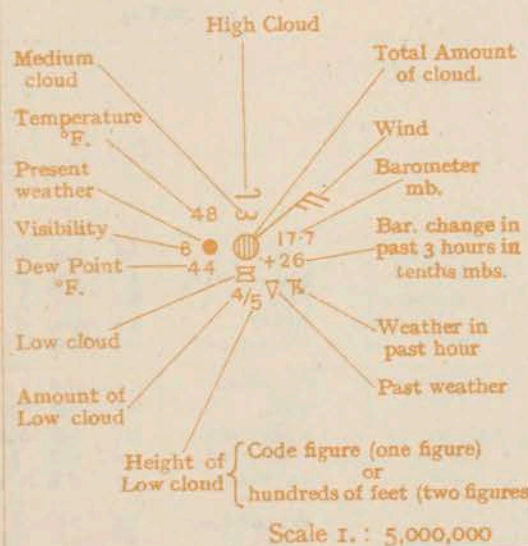 High Cloud
Medium
cloud
Total Amount
of cloud.
Temperature
°F.
Wind
Present
weather
Barometer
mb.
48
Visibility
6
17.7
Bar. change in
past 3 hours in
tenths mbs.
Dew Point
°F.
44
+26
4/5
Low cloud
Weather in
past hour
Amount of
Low cloud
Past weather
Height of
Low cloud
Code figure (one figure)
or
hundreds of feet (two figures
Scale 1. : 5,000,000